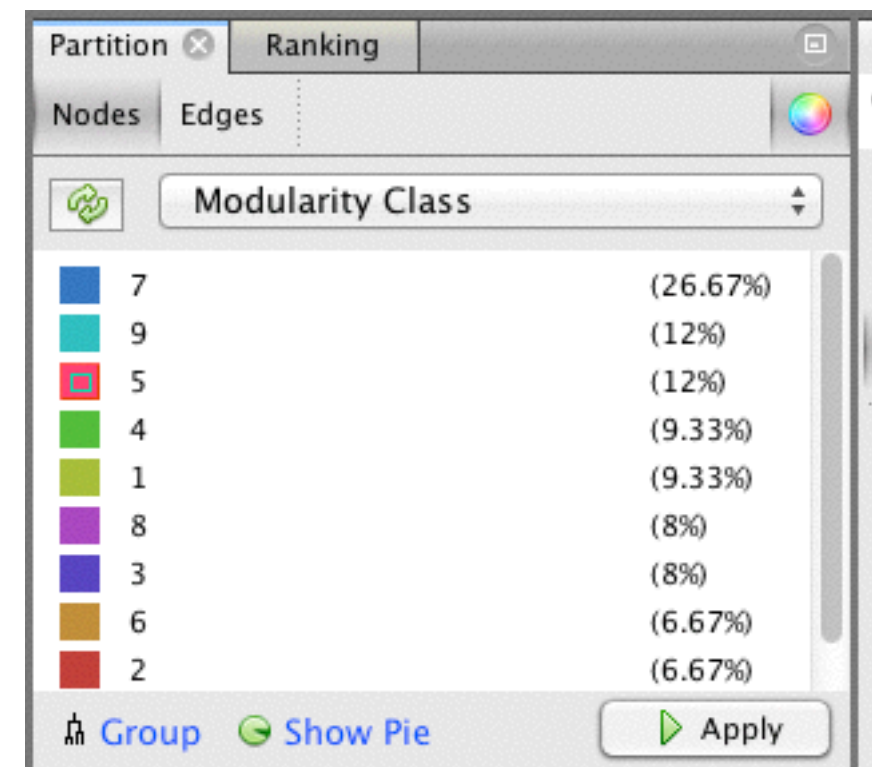 Partition Ranking
Nodes Edges
Modularity Class
7 (26.67%)
9 (12%)
5 (12%)
4 (9.33%)
1 (9.33%)
8 (8%)
3 (8%)
6 (6.67%)
2 (6.67%)
Group Show Pie Apply